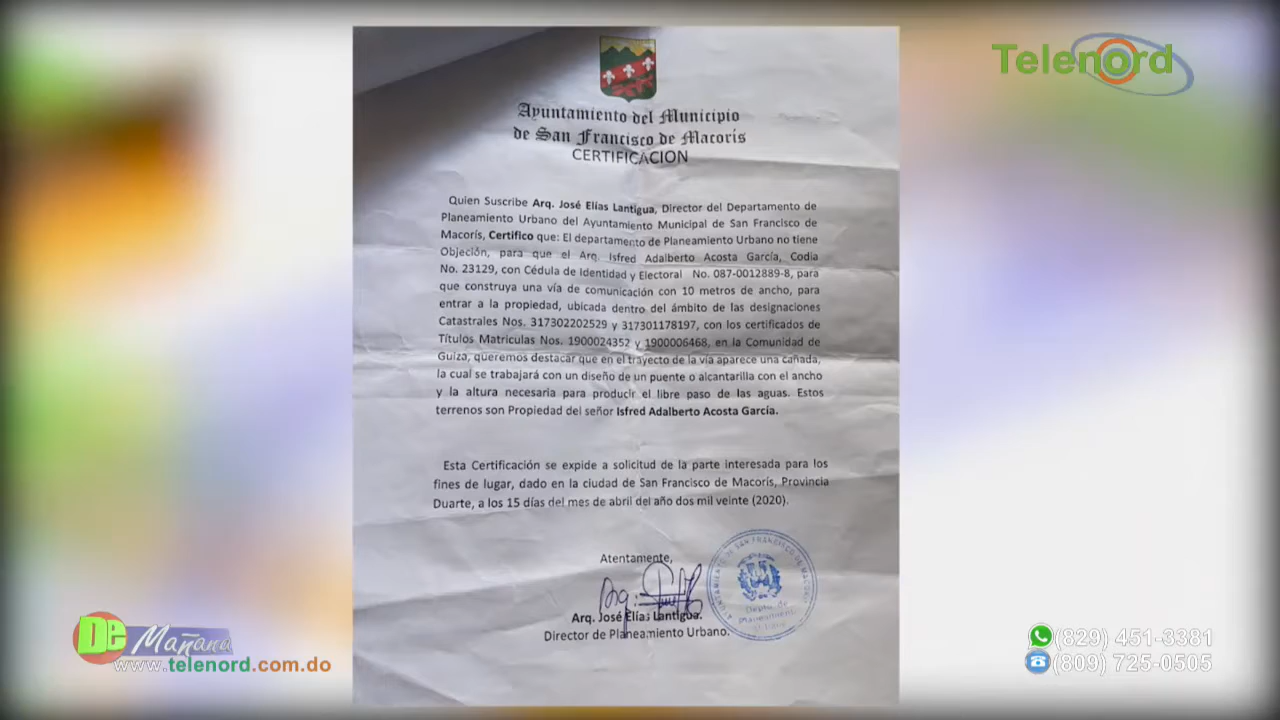 Telenord
Ayuntamiento del Municipio
de San Francisco de Macorís
CERTIFICACION
Quien Suscribe Arq. José Elías Lantigua, Director del Departamento de
Planeamiento Urbano del Ayuntamiento Municipal de San Francisco de
Macorís, Certifico que: El departamento de Planeamiento Urbano no tiene
Objeción, para que el Arq. Isfred Adalberto Acosta García, Codia
No. 23129, con Cédula de Identidad y Electoral No. 087-0012889-8, para
que construya una vía de comunicación con 10 metros de ancho, para
entrar a la propiedad, ubicada dentro del ámbito de las designaciones
Catastrales Nos. 317302202529 y 317301178197, con los certificados de
Títulos Matriculas Nos. 1900024352 y 1900006468, en la Comunidad de
Guiza, queremos destacar que en el trayecto de la vía aparece una cañada,
la cual se trabajará con un diseño de un puente o alcantarilla con el ancho
y la altura necesaria para producir el libre paso de las aguas. Estos
terrenos son Propiedad del señor Isfred Adalberto Acosta García.
Esta Certificación se expide a solicitud de la parte interesada para los
fines de lugar, dado en la ciudad de San Francisco de Macorís, Provincia
Duarte, a los 15 días del mes de abril del año dos mil veinte (2020).
Atentamente,
Arq. José Elías Lantigua.
Director de Planeamiento Urbano.
AYUNTAMIENTO DE SAN FRANCISCO DE MACORIS
Depto. de
Planeamiento
Urbano
De Mañana
www.telenord.com.do
(829) 451-3381
(809) 725-0505